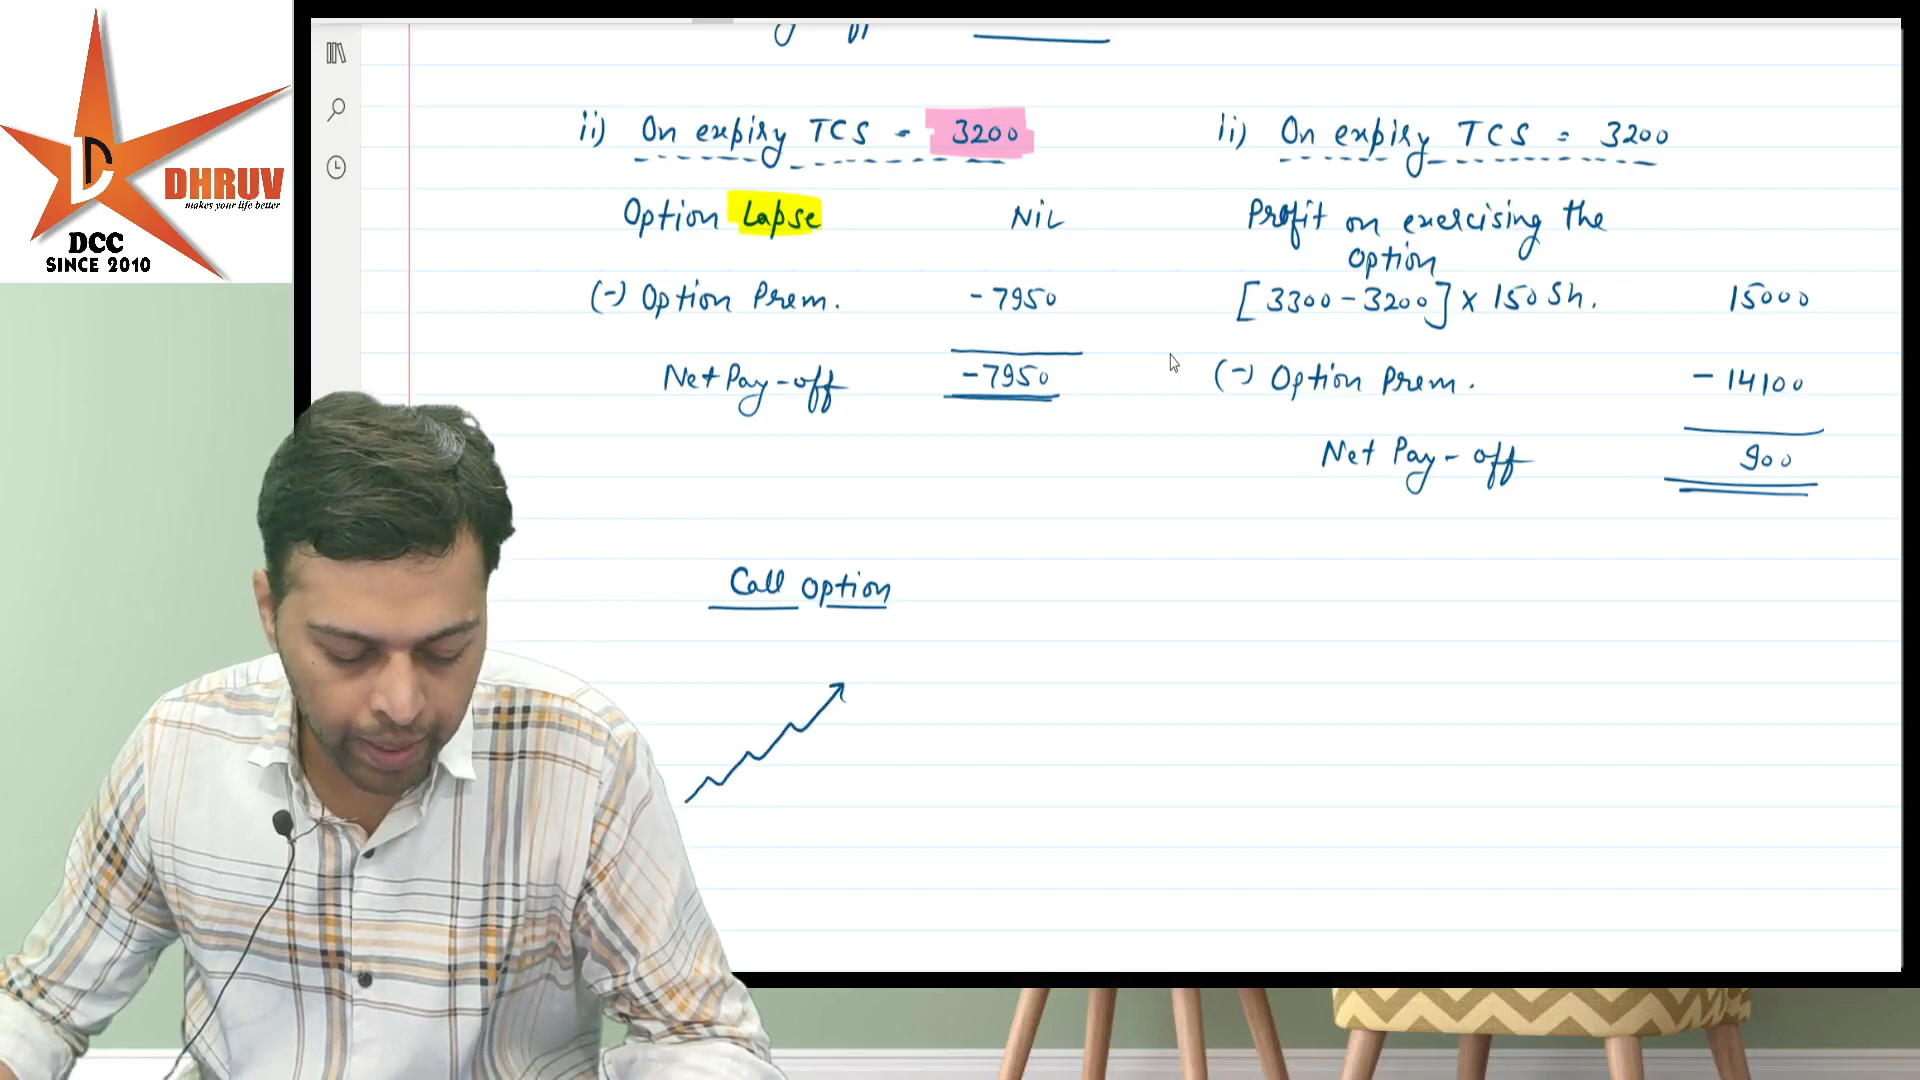 DHRUV
makes your life better
DCC
SINCE 2010
ii) On expiry TCS = 3200
Option Lapse NiL
(-) Option Prem. - 7950
Net Pay-off - 7950
ii) On expiry TCS = 3200
Profit on exercising the
option
[3300 - 3200] x 150 Sh. 15000
(-) Option Prem. - 14100
Net Pay-off 900
Call Option